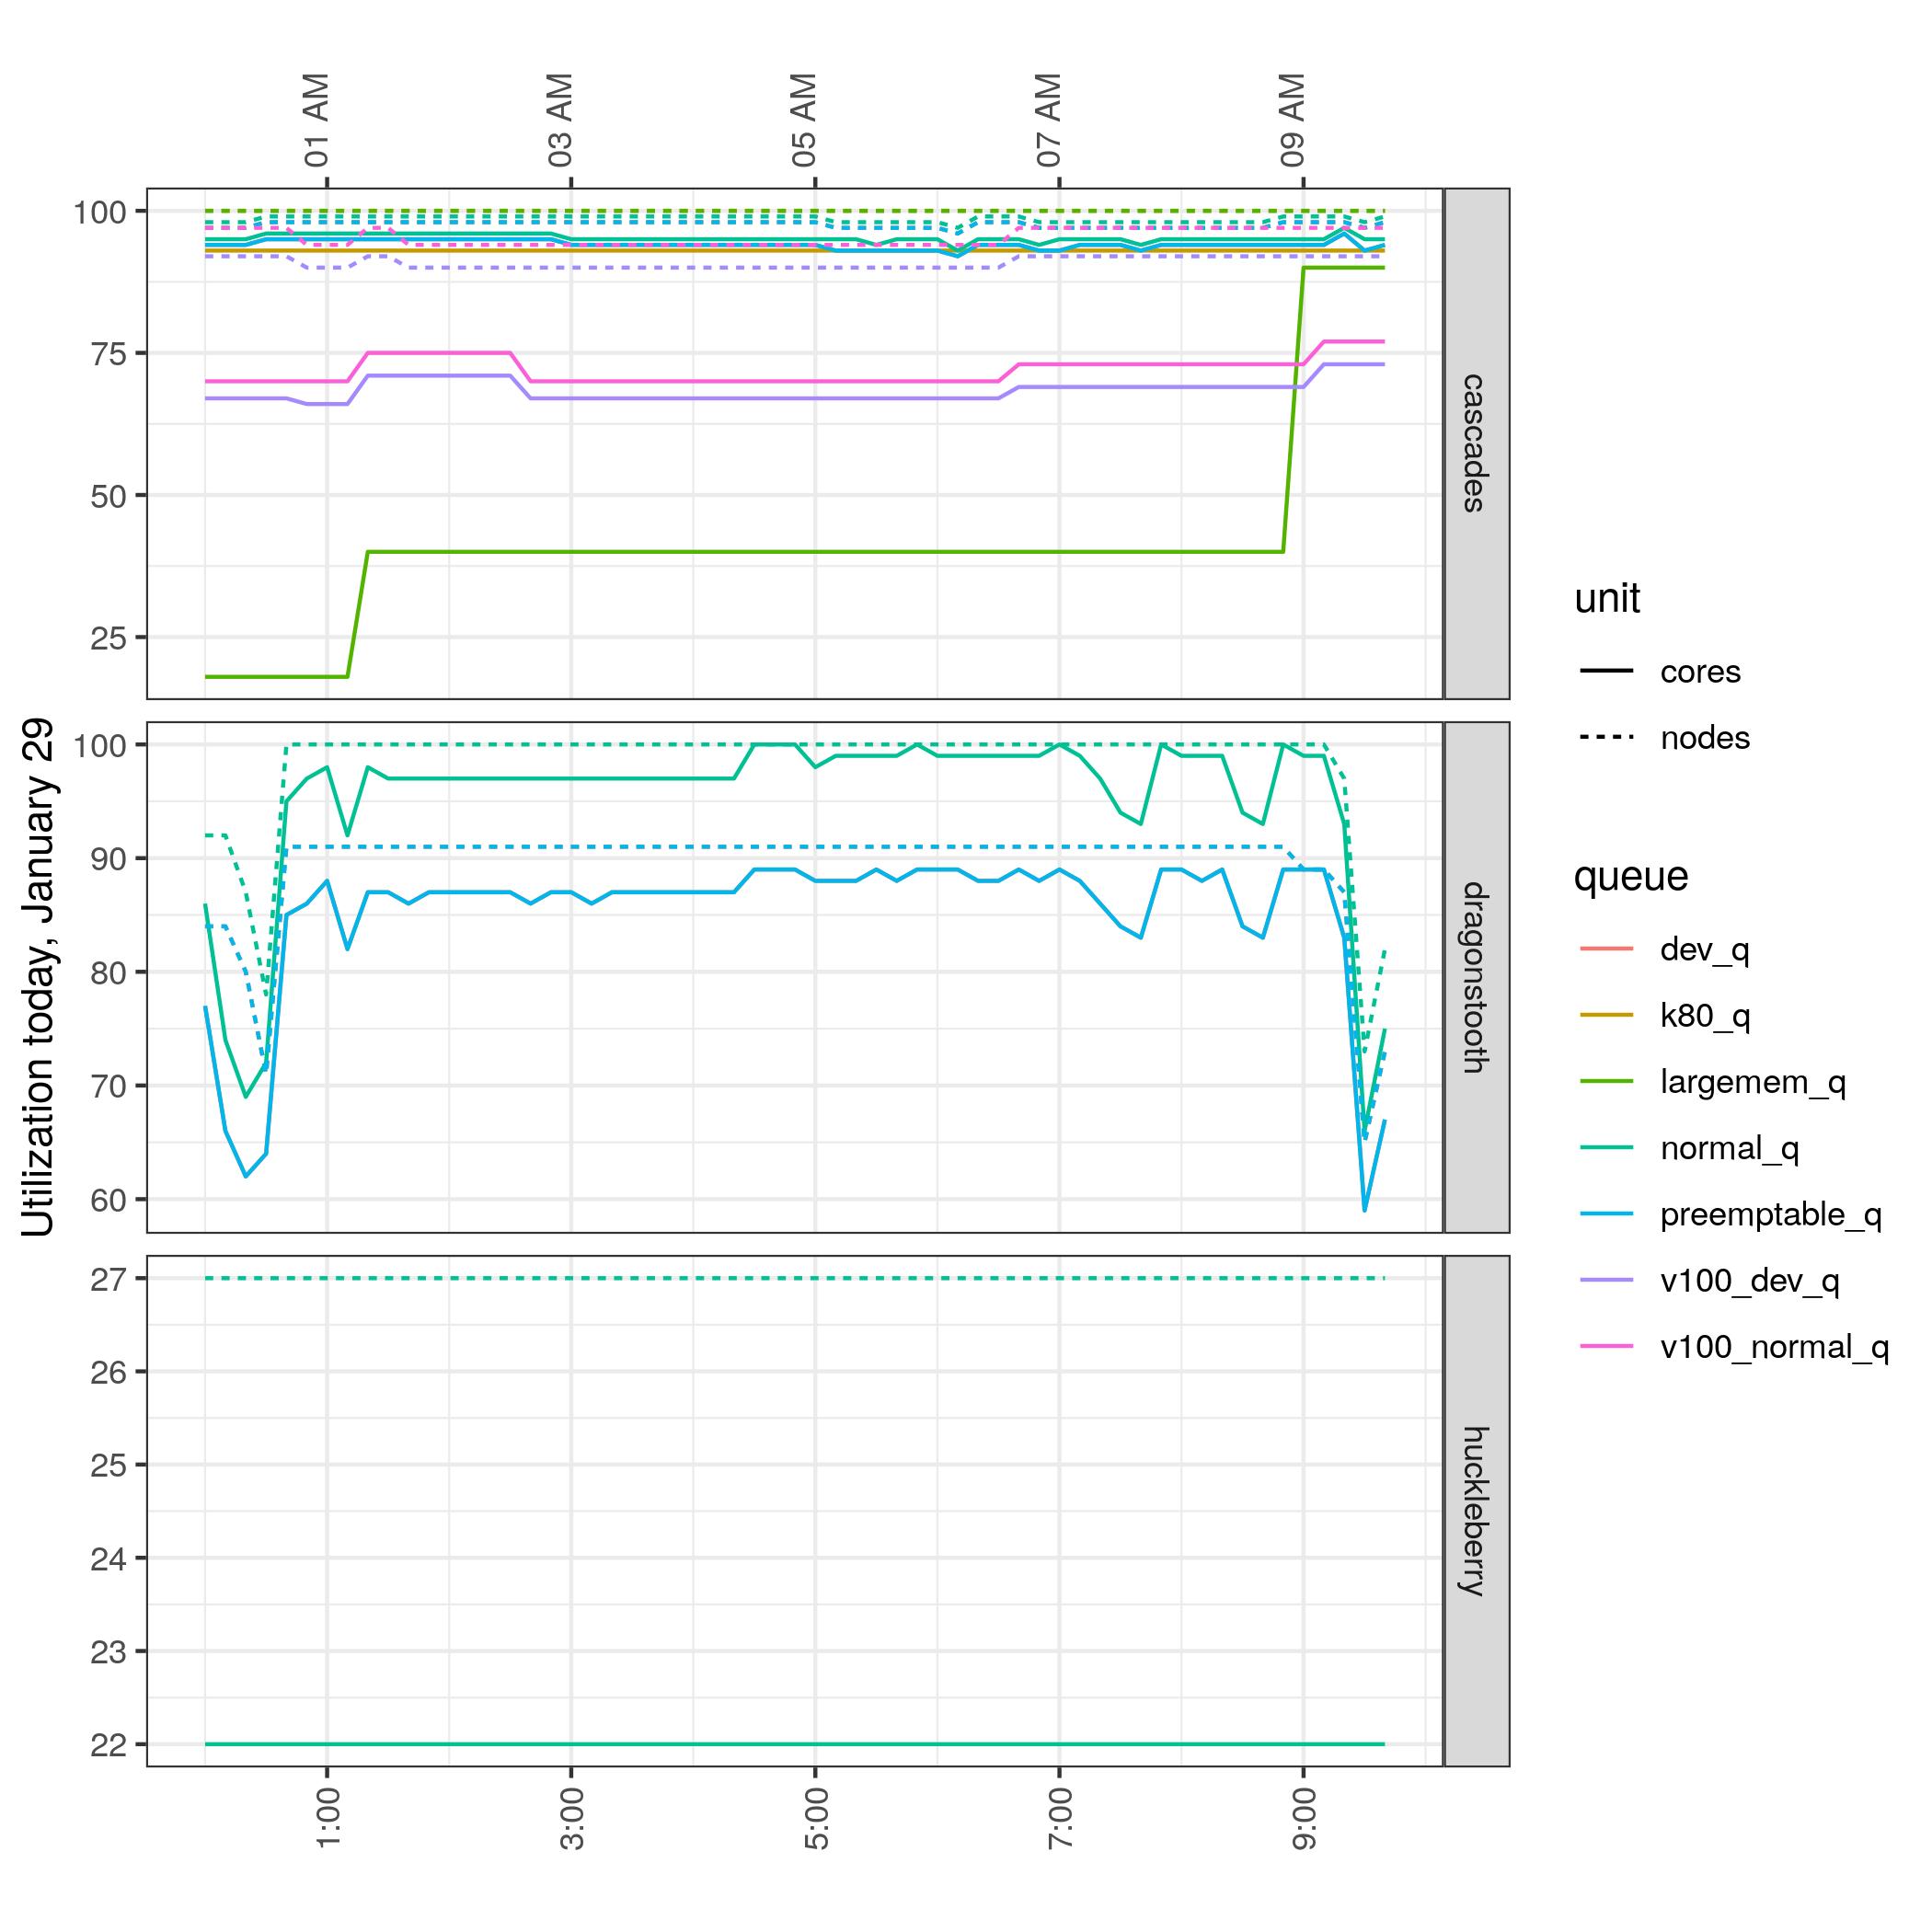 01 AM
03 AM
05 AM
07 AM
09 AM
100
75
50
25
cascades
100
90
80
70
60
dragonstooth
27
26
25
24
23
22
huckleberry
1:00
3:00
5:00
7:00
9:00
Utilization today, January 29
unit
cores
nodes
queue
dev_q
k80_q
largemem_q
normal_q
preemptable_q
v100_dev_q
v100_normal_q